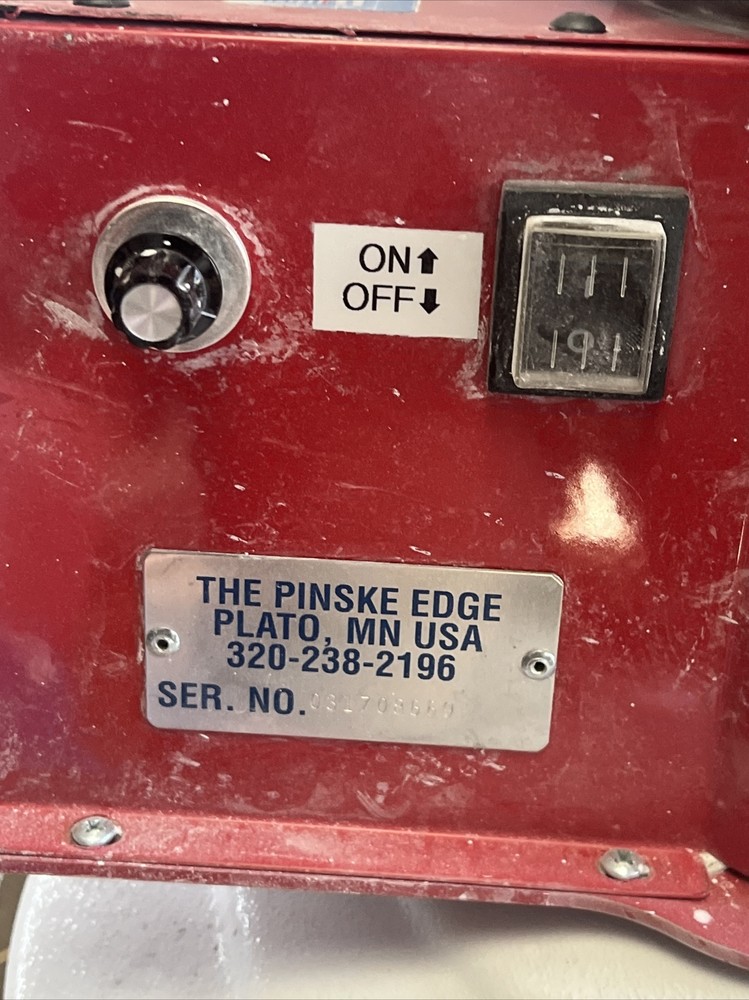 ON⬆
OFF⬇
THE PINSKE EDGE
PLATO, MN USA
320-238-2196
SER. NO.